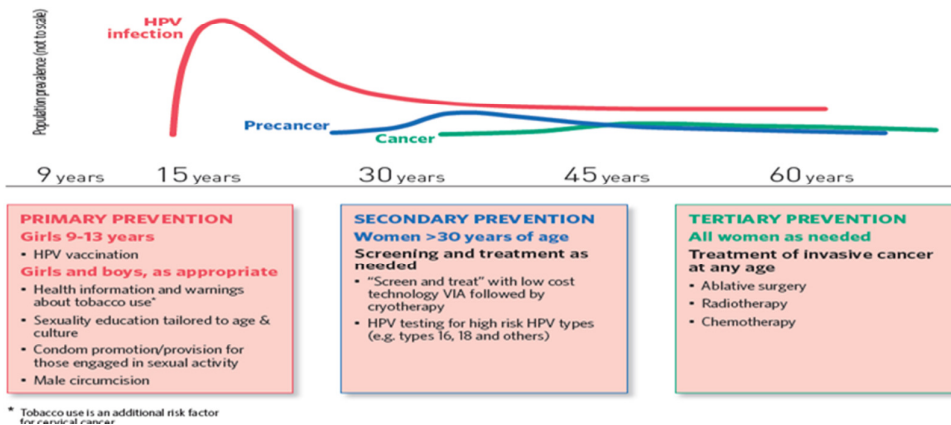 Population prevalence (not to scale)
HPV
infection
Precancer
Cancer
9 years 15 years 30 years 45 years 60 years
PRIMARY PREVENTION
Girls 9-13 years
▪ HPV vaccination
Girls and boys, as appropriate
▪ Health information and warnings
about tobacco use*
▪ Sexuality education tailored to age &
culture
▪ Condom promotion/provision for
those engaged in sexual activity
▪ Male circumcision
SECONDARY PREVENTION
Women >30 years of age
Screening and treatment as
needed
▪ “Screen and treat” with low cost
technology VIA followed by
cryotherapy
▪ HPV testing for high risk HPV types
(e.g. types 16, 18 and others)
TERTIARY PREVENTION
All women as needed
Treatment of invasive cancer
at any age
▪ Ablative surgery
▪ Radiotherapy
▪ Chemotherapy
* Tobacco use is an additional risk factor
for cervical cancer